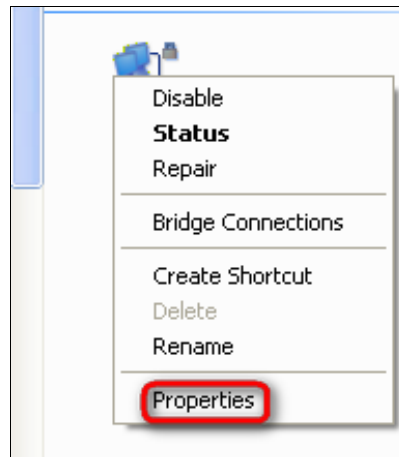 Disable
Status
Repair
Bridge Connections
Create Shortcut
Delete
Rename
Properties